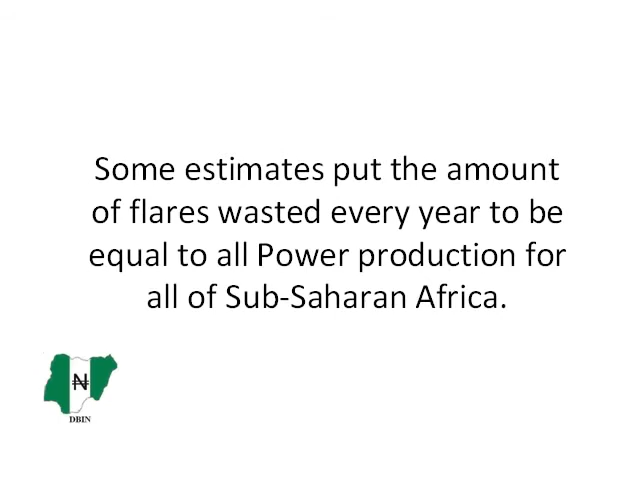 Some estimates put the amount
of flares wasted every year to be
equal to all Power production for
all of Sub-Saharan Africa.
₦
DBIN